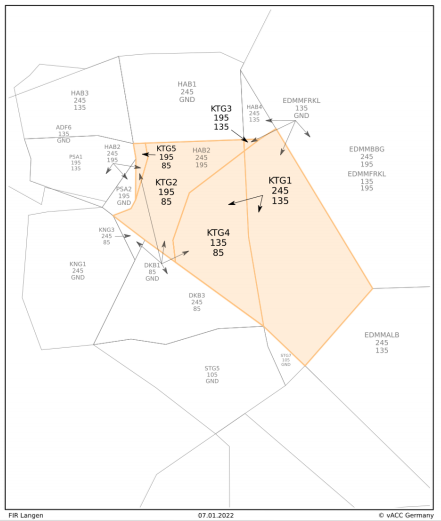 HAB3
245
135
HAB1
245
GND
KTG3
195
135
HAB4
245
135
EDMMFRKL
135
GND
ADF6
135
GND
PSA1
195
135
HAB2
245
195
KTG5
195
85
HAB2
245
195
EDMMBBG
245
195
EDMMFRKL
135
195
PSA2
195
GND
KTG2
195
85
KTG1
245
135
KNG3
245
85
KTG4
135
85
KNG1
245
GND
DKB1
85
GND
DKB3
245
85
EDMMALB
245
135
105
GND
STG5
105
GND
FIR Langen
07.01.2022
© vACC Germany